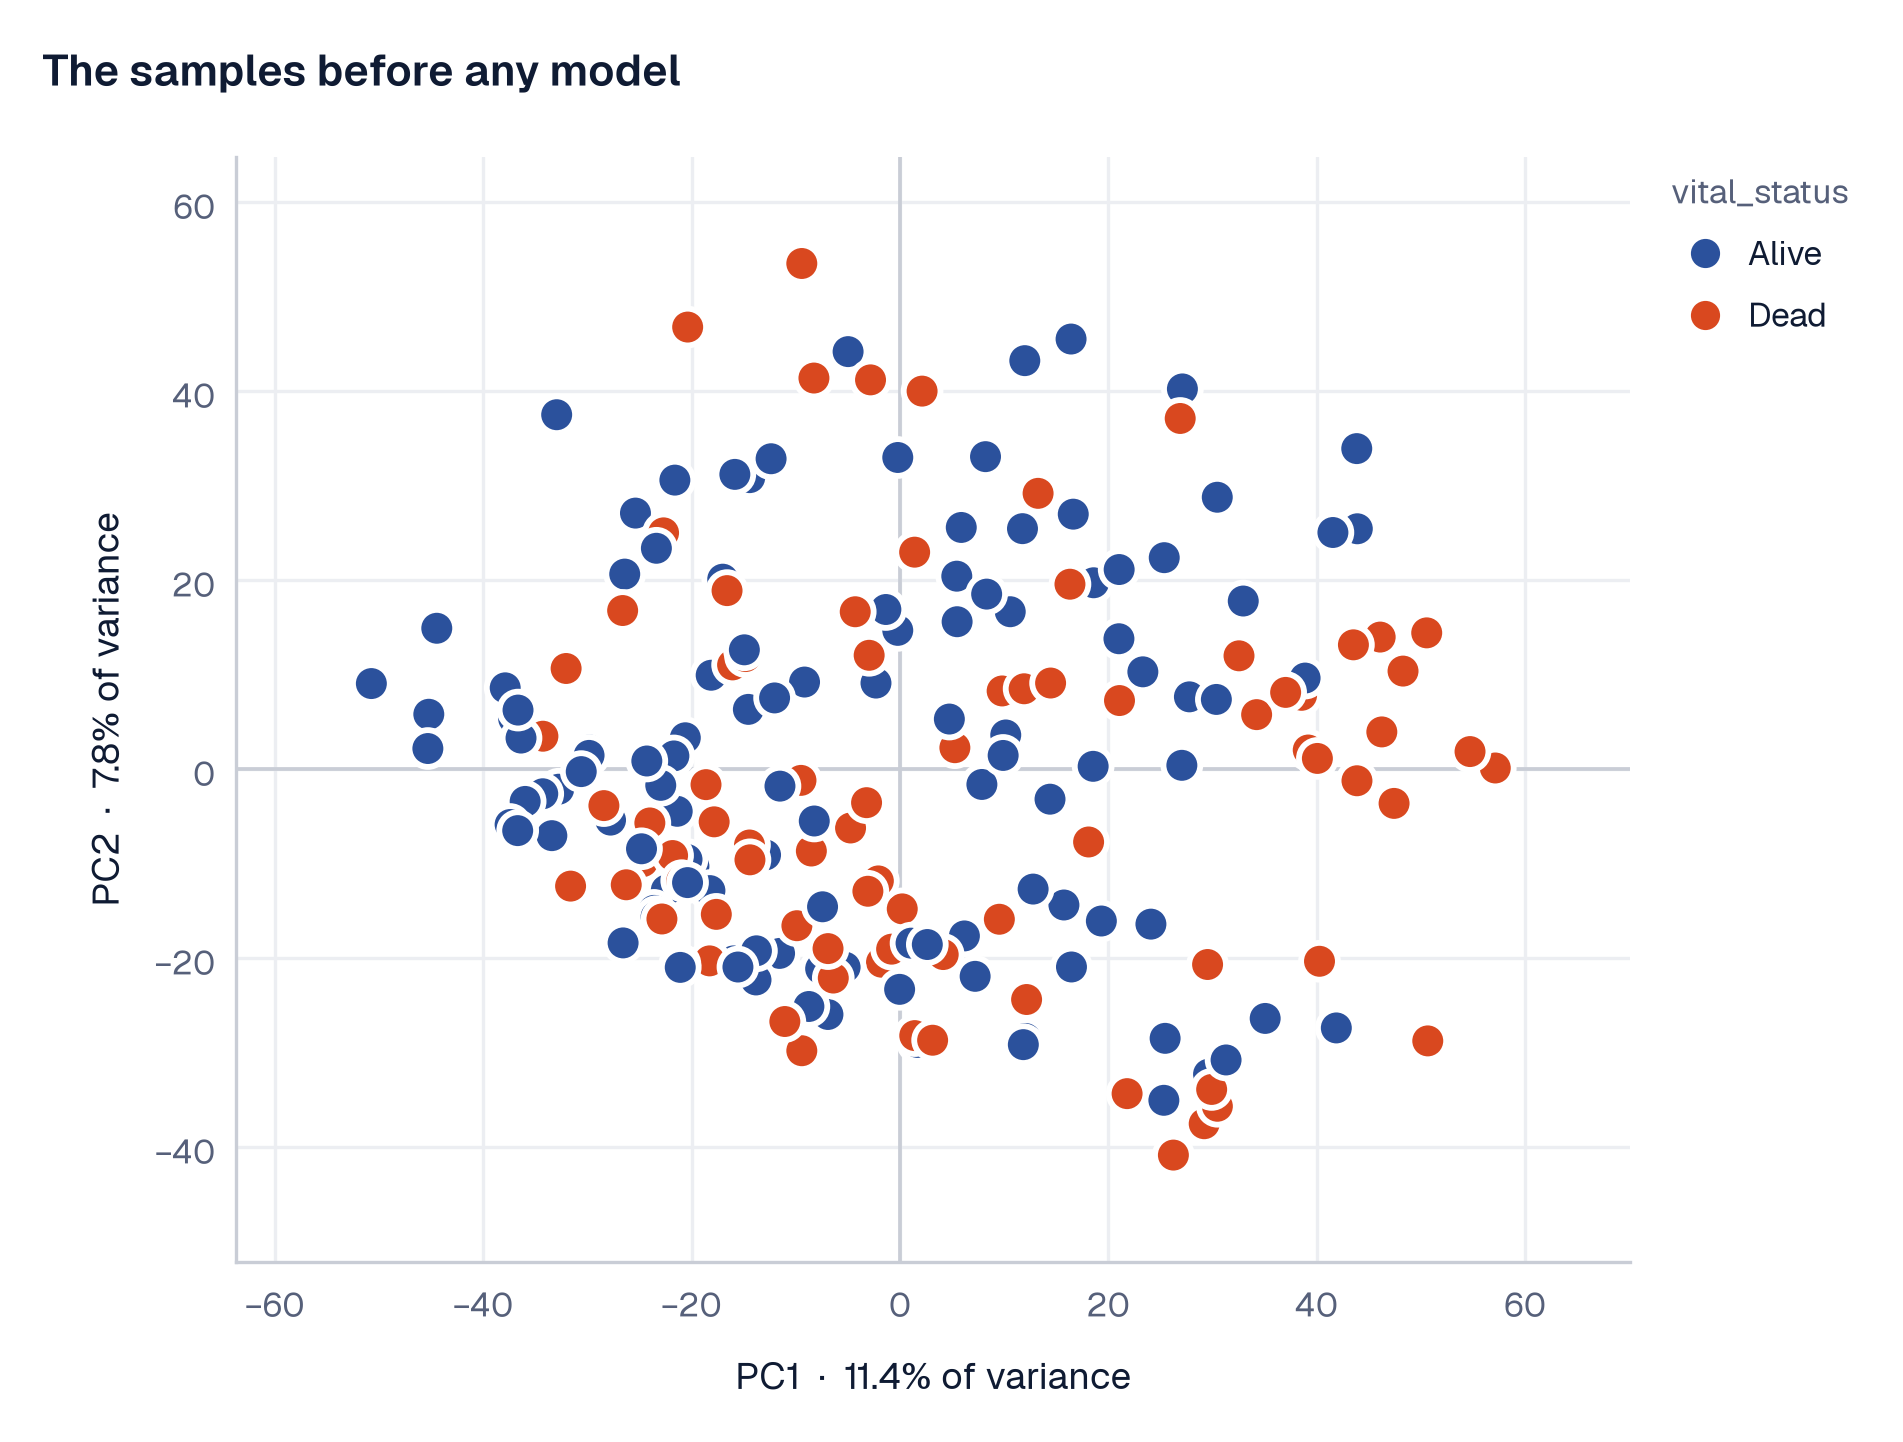 The samples before any model
vital_status
Alive
Dead
60
40
20
0
−20
−40
PC2 · 7.8% of variance
−60
−40
−20
0
20
40
60
PC1 · 11.4% of variance